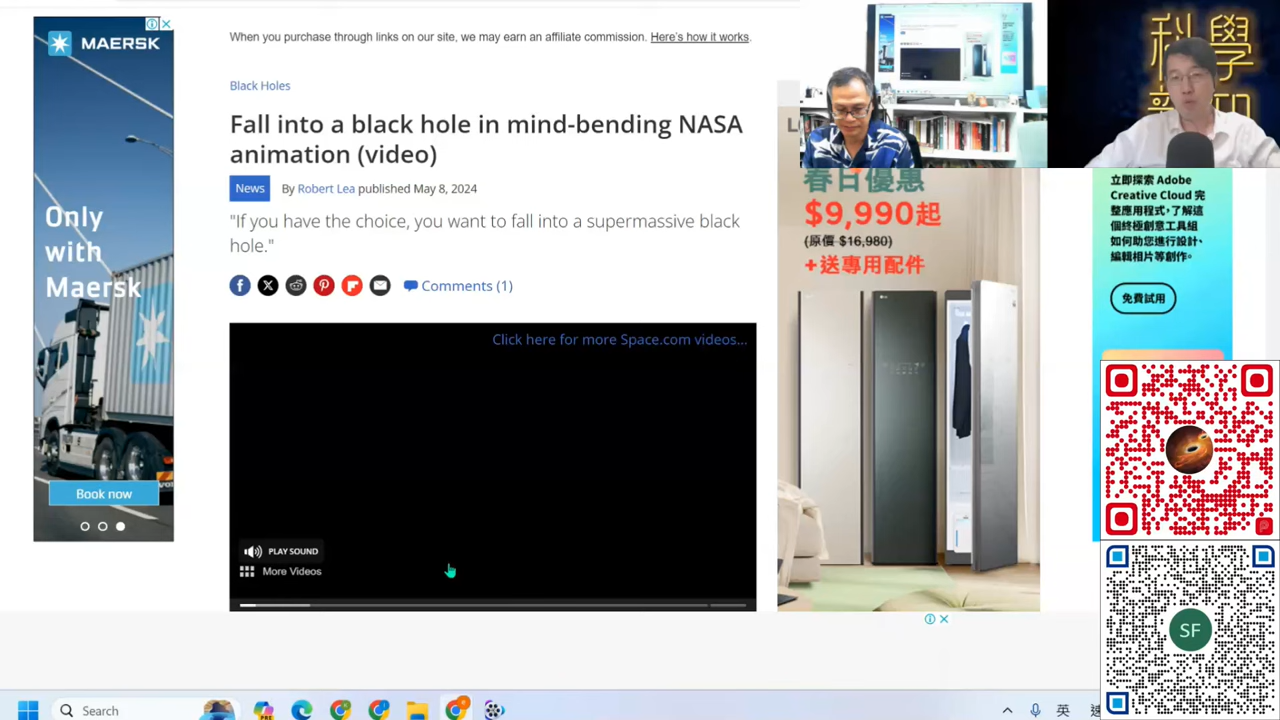 MAERSK
Only
with
Maersk
Book now
When you purchase through links on our site, we may earn an affiliate commission. Here's how it works.
Black Holes
Fall into a black hole in mind-bending NASA
animation (video)
News
By Robert Lea published May 8, 2024
"If you have the choice, you want to fall into a supermassive black
hole."
Comments (1)
Click here for more Space.com videos...
PLAY SOUND
More Videos
春日優惠
$9,990起
(原價 $16,980)
+送專用配件
科學
立即探索 Adobe
Creative Cloud 完
整應用程式,了解這
個終極創意工具組
如何助您進行設計、
編輯相片等創作。
免費試用
SF
Search
英